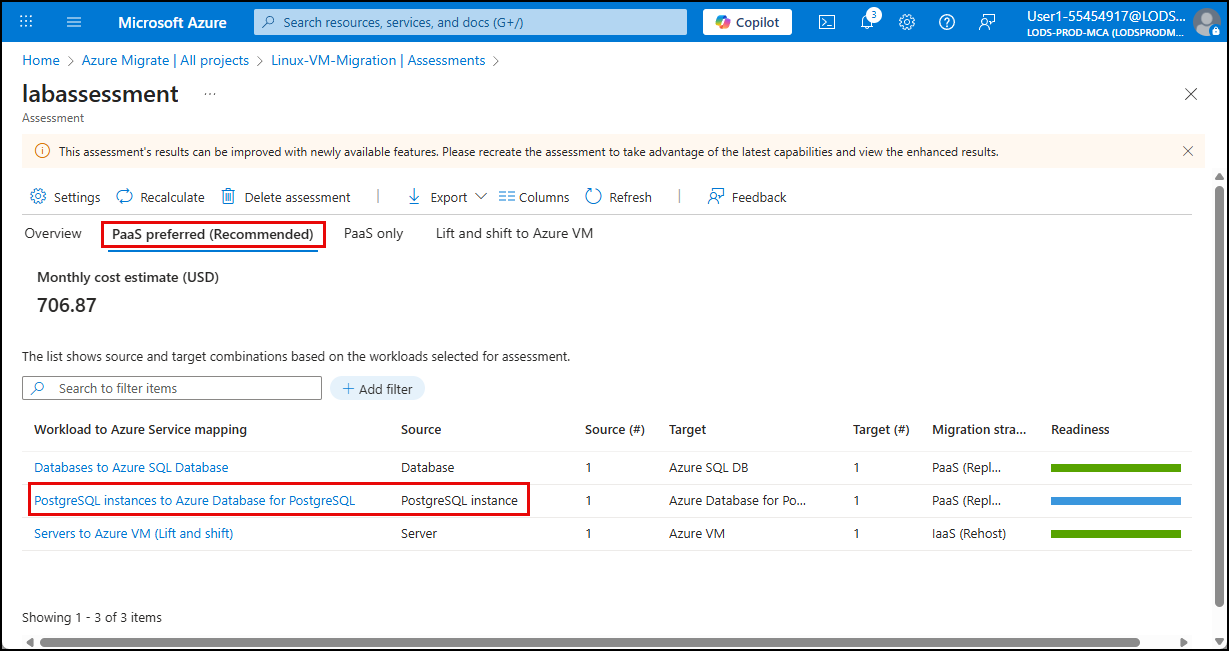 Microsoft Azure
Search resources, services, and docs (G+/)
Copilot
3
User1-55454917@LODS...
LODS-PROD-MCA (LODSPRODM...
Home > Azure Migrate | All projects > Linux-VM-Migration | Assessments >
labassessment ...
Assessment
This assessment's results can be improved with newly available features. Please recreate the assessment to take advantage of the latest capabilities and view the enhanced results.
Settings Recalculate Delete assessment | Export Columns Refresh | Feedback
Overview PaaS preferred (Recommended) PaaS only Lift and shift to Azure VM
Monthly cost estimate (USD)
706.87
The list shows source and target combinations based on the workloads selected for assessment.
Search to filter items + Add filter
Workload to Azure Service mapping Source Source (#) Target Target (#) Migration stra... Readiness
Databases to Azure SQL Database Database 1 Azure SQL DB 1 PaaS (Repl...
PostgreSQL instances to Azure Database for PostgreSQL PostgreSQL instance 1 Azure Database for Po... 1 PaaS (Repl...
Servers to Azure VM (Lift and shift) Server 1 Azure VM 1 IaaS (Rehost)
Showing 1 - 3 of 3 items